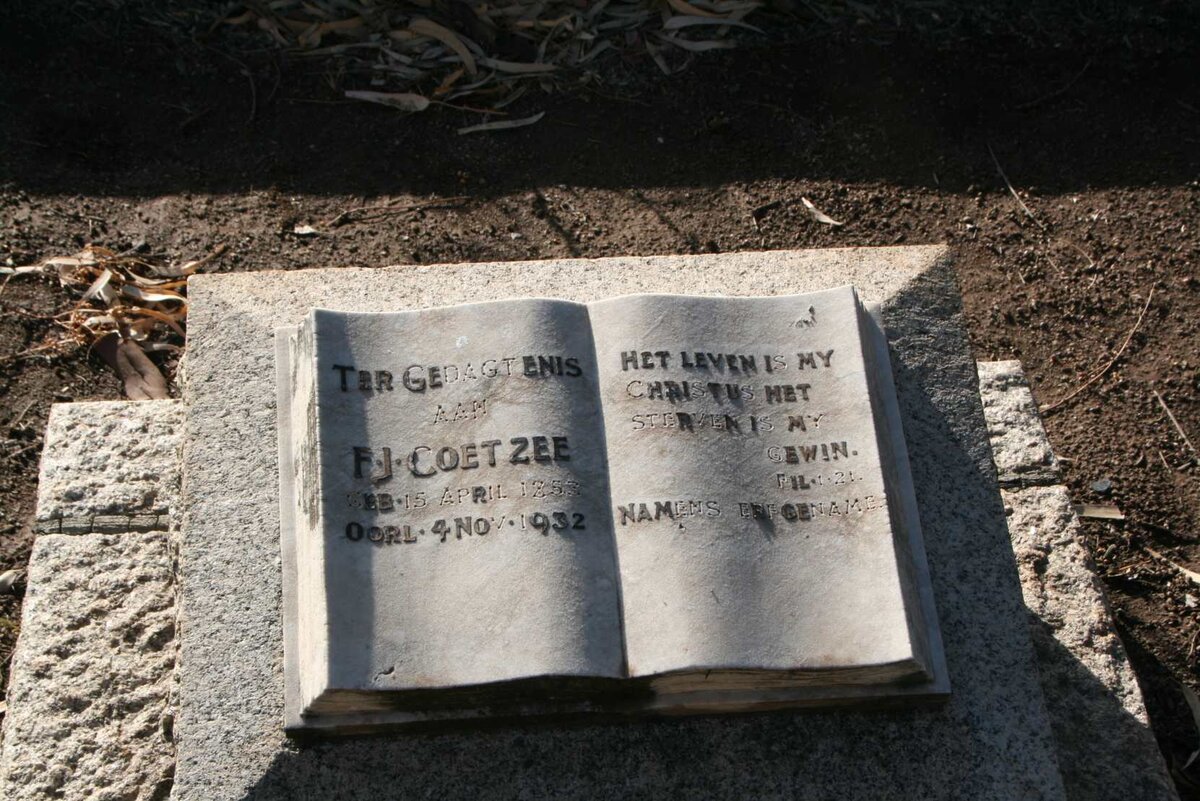 TER GEDAGTENIS
AAN
F·J·COETZEE
GEB·15 APRIL 1853
OORL·4 NOV·1932
HET LEVEN IS MY
CHRISTUS HET
STERVEN IS MY
GEWIN.
FIL·1·21.
NAMENS ERFGENAME.